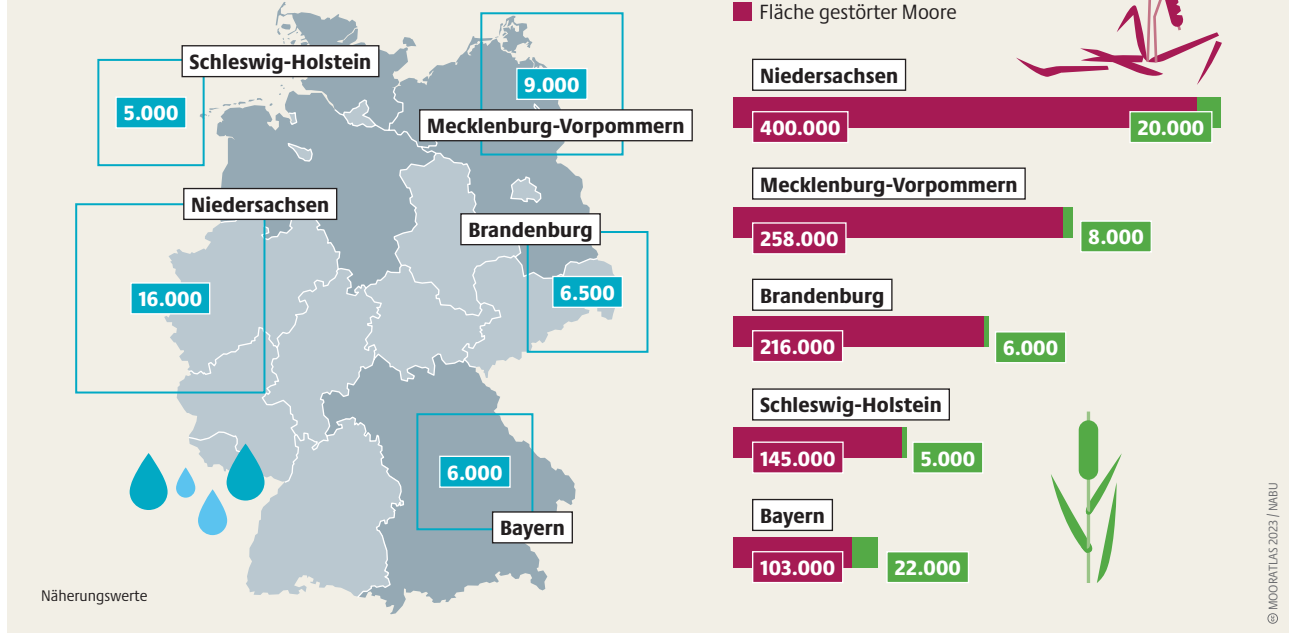 Schleswig-Holstein
5.000
9.000
Mecklenburg-Vorpommern
Niedersachsen
16.000
Brandenburg
6.500
6.000
Bayern
Näherungswerte
Fläche gestörter Moore
Niedersachsen
400.000
20.000
Mecklenburg-Vorpommern
258.000
8.000
Brandenburg
216.000
6.000
Schleswig-Holstein
145.000
5.000
Bayern
103.000
22.000
MOORATLAS 2023 / NABU